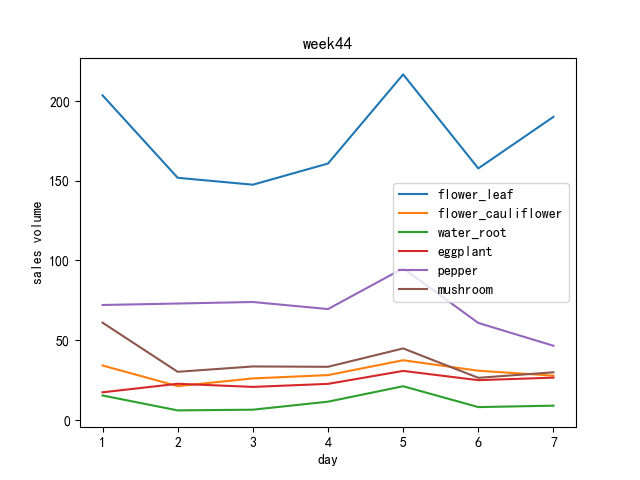 week44
sales volume
200
150
100
50
0
flower_leaf
flower_cauliflower
water_root
eggplant
pepper
mushroom
1 2 3 4 5 6 7
day